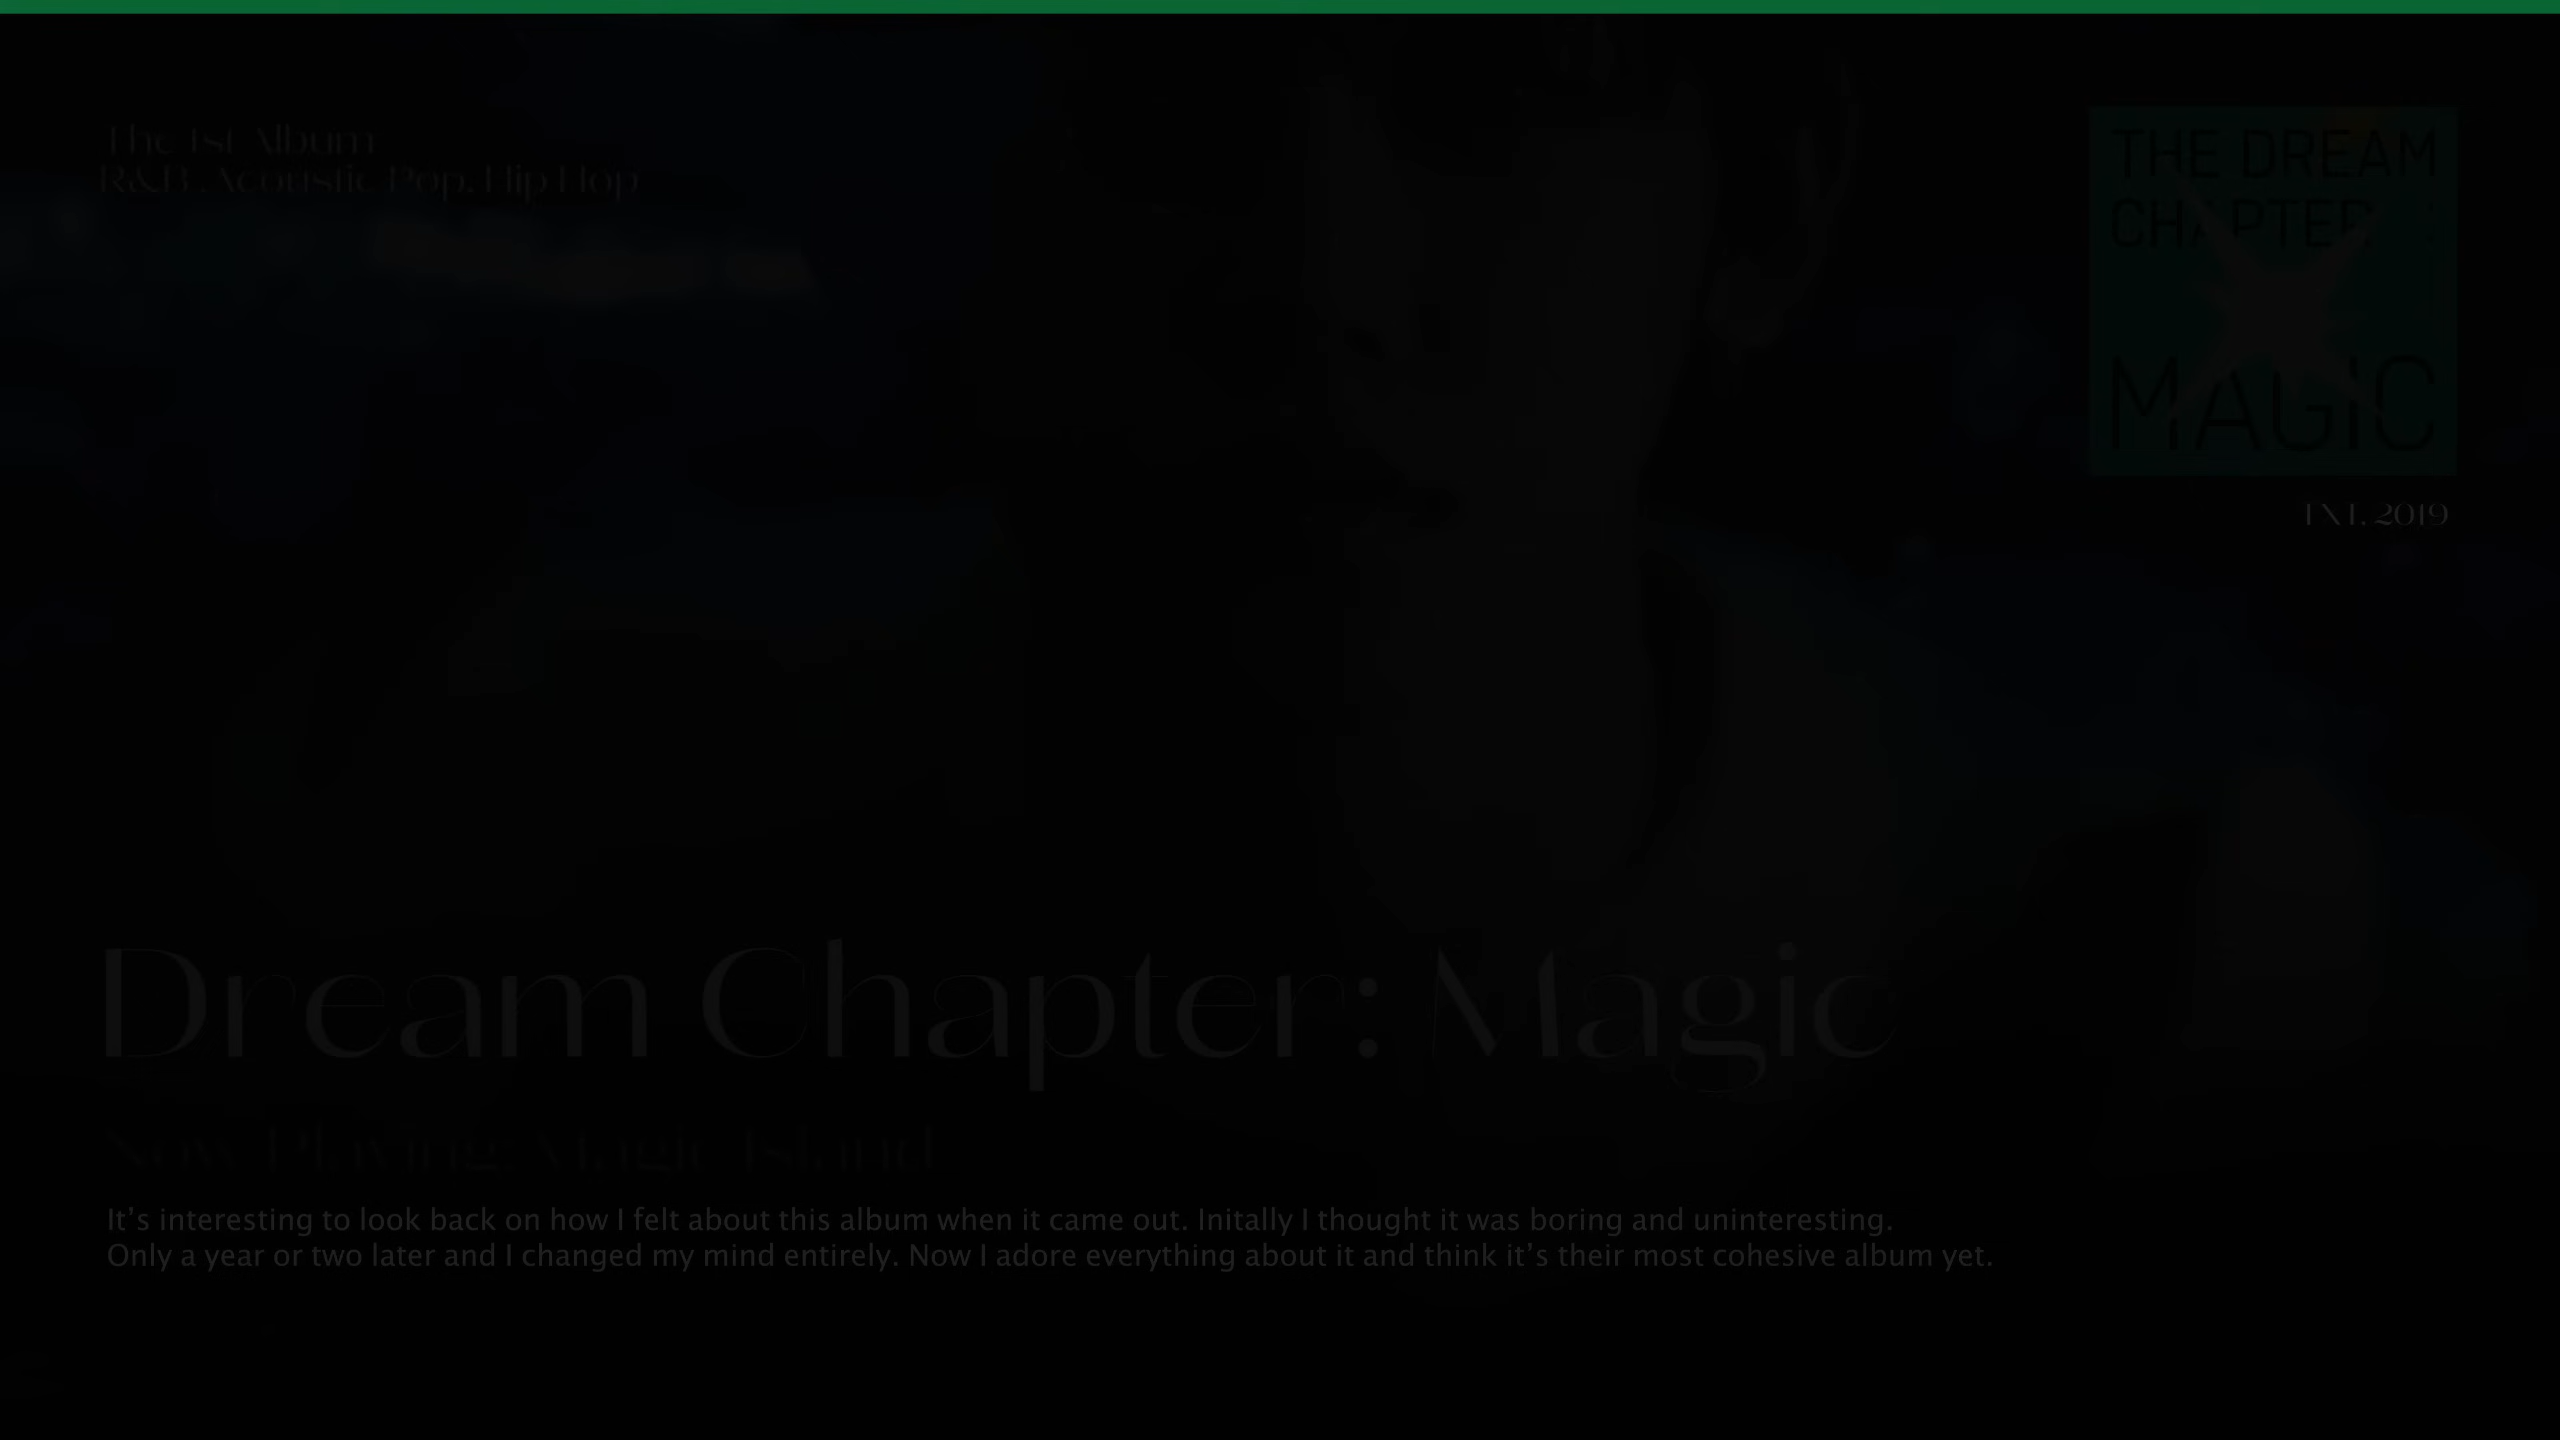 The 1st Album
R&B, Acoustic Pop, Hip Hop
THE DREAM
CHAPTER
MAGIC
TXT, 2019
Dream Chapter: Magic
Now Playing: Magic Island
It’s interesting to look back on how I felt about this album when it came out. Initally I thought it was boring and uninteresting.
Only a year or two later and I changed my mind entirely. Now I adore everything about it and think it’s their most cohesive album yet.